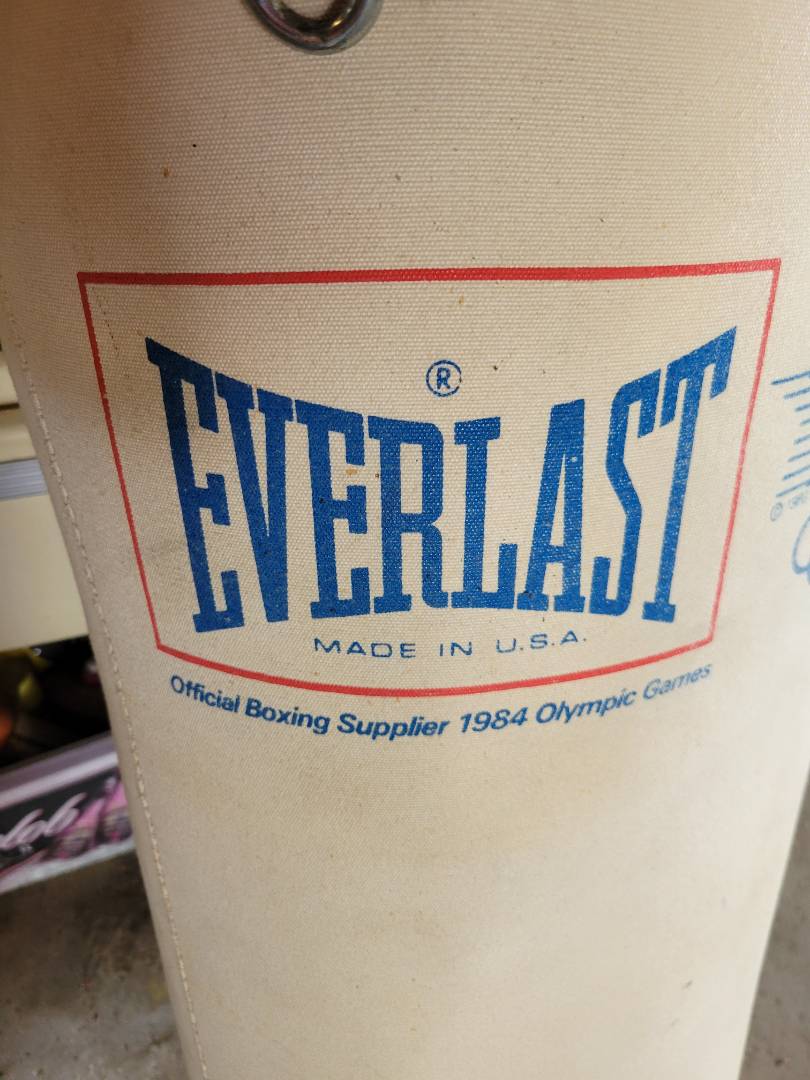 ®
EVERLAST
MADE IN U.S.A.
Official Boxing Supplier 1984 Olympic Games